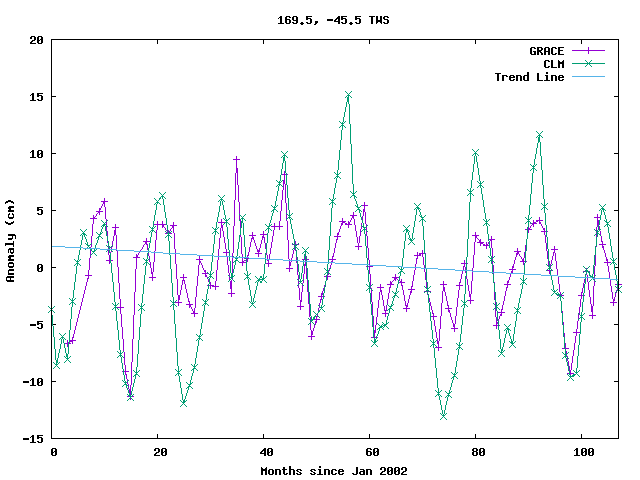 169.5, -45.5 TWS
GRACE
CLM
Trend Line
20
15
10
5
0
-5
-10
-15
Anomaly (cm)
0 20 40 60 80 100
Months since Jan 2002